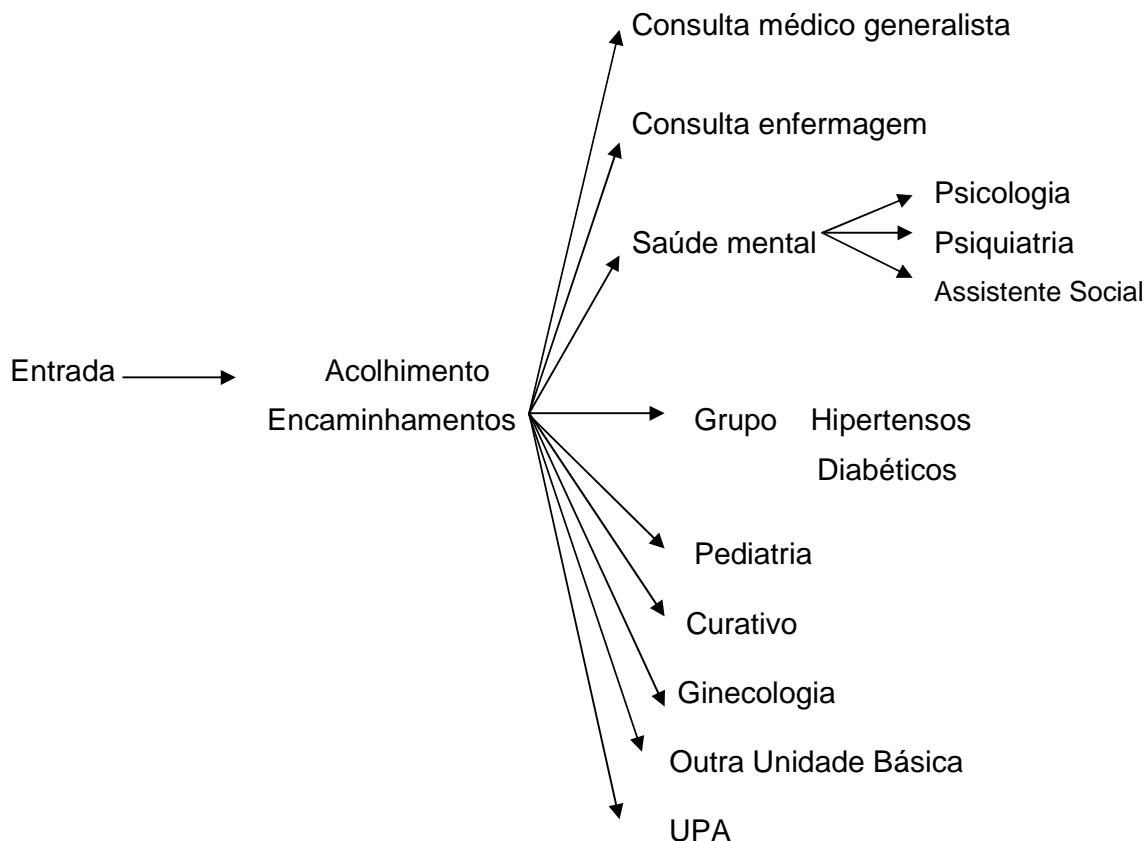 Consulta médico generalista
Consulta enfermagem
Psicologia
Saúde mental
Psiquiatria
Assistente Social
Entrada
Acolhimento
Encaminhamentos
Grupo Hipertensos
Diabéticos
Pediatria
Curativo
Ginecologia
Outra Unidade Básica
UPA